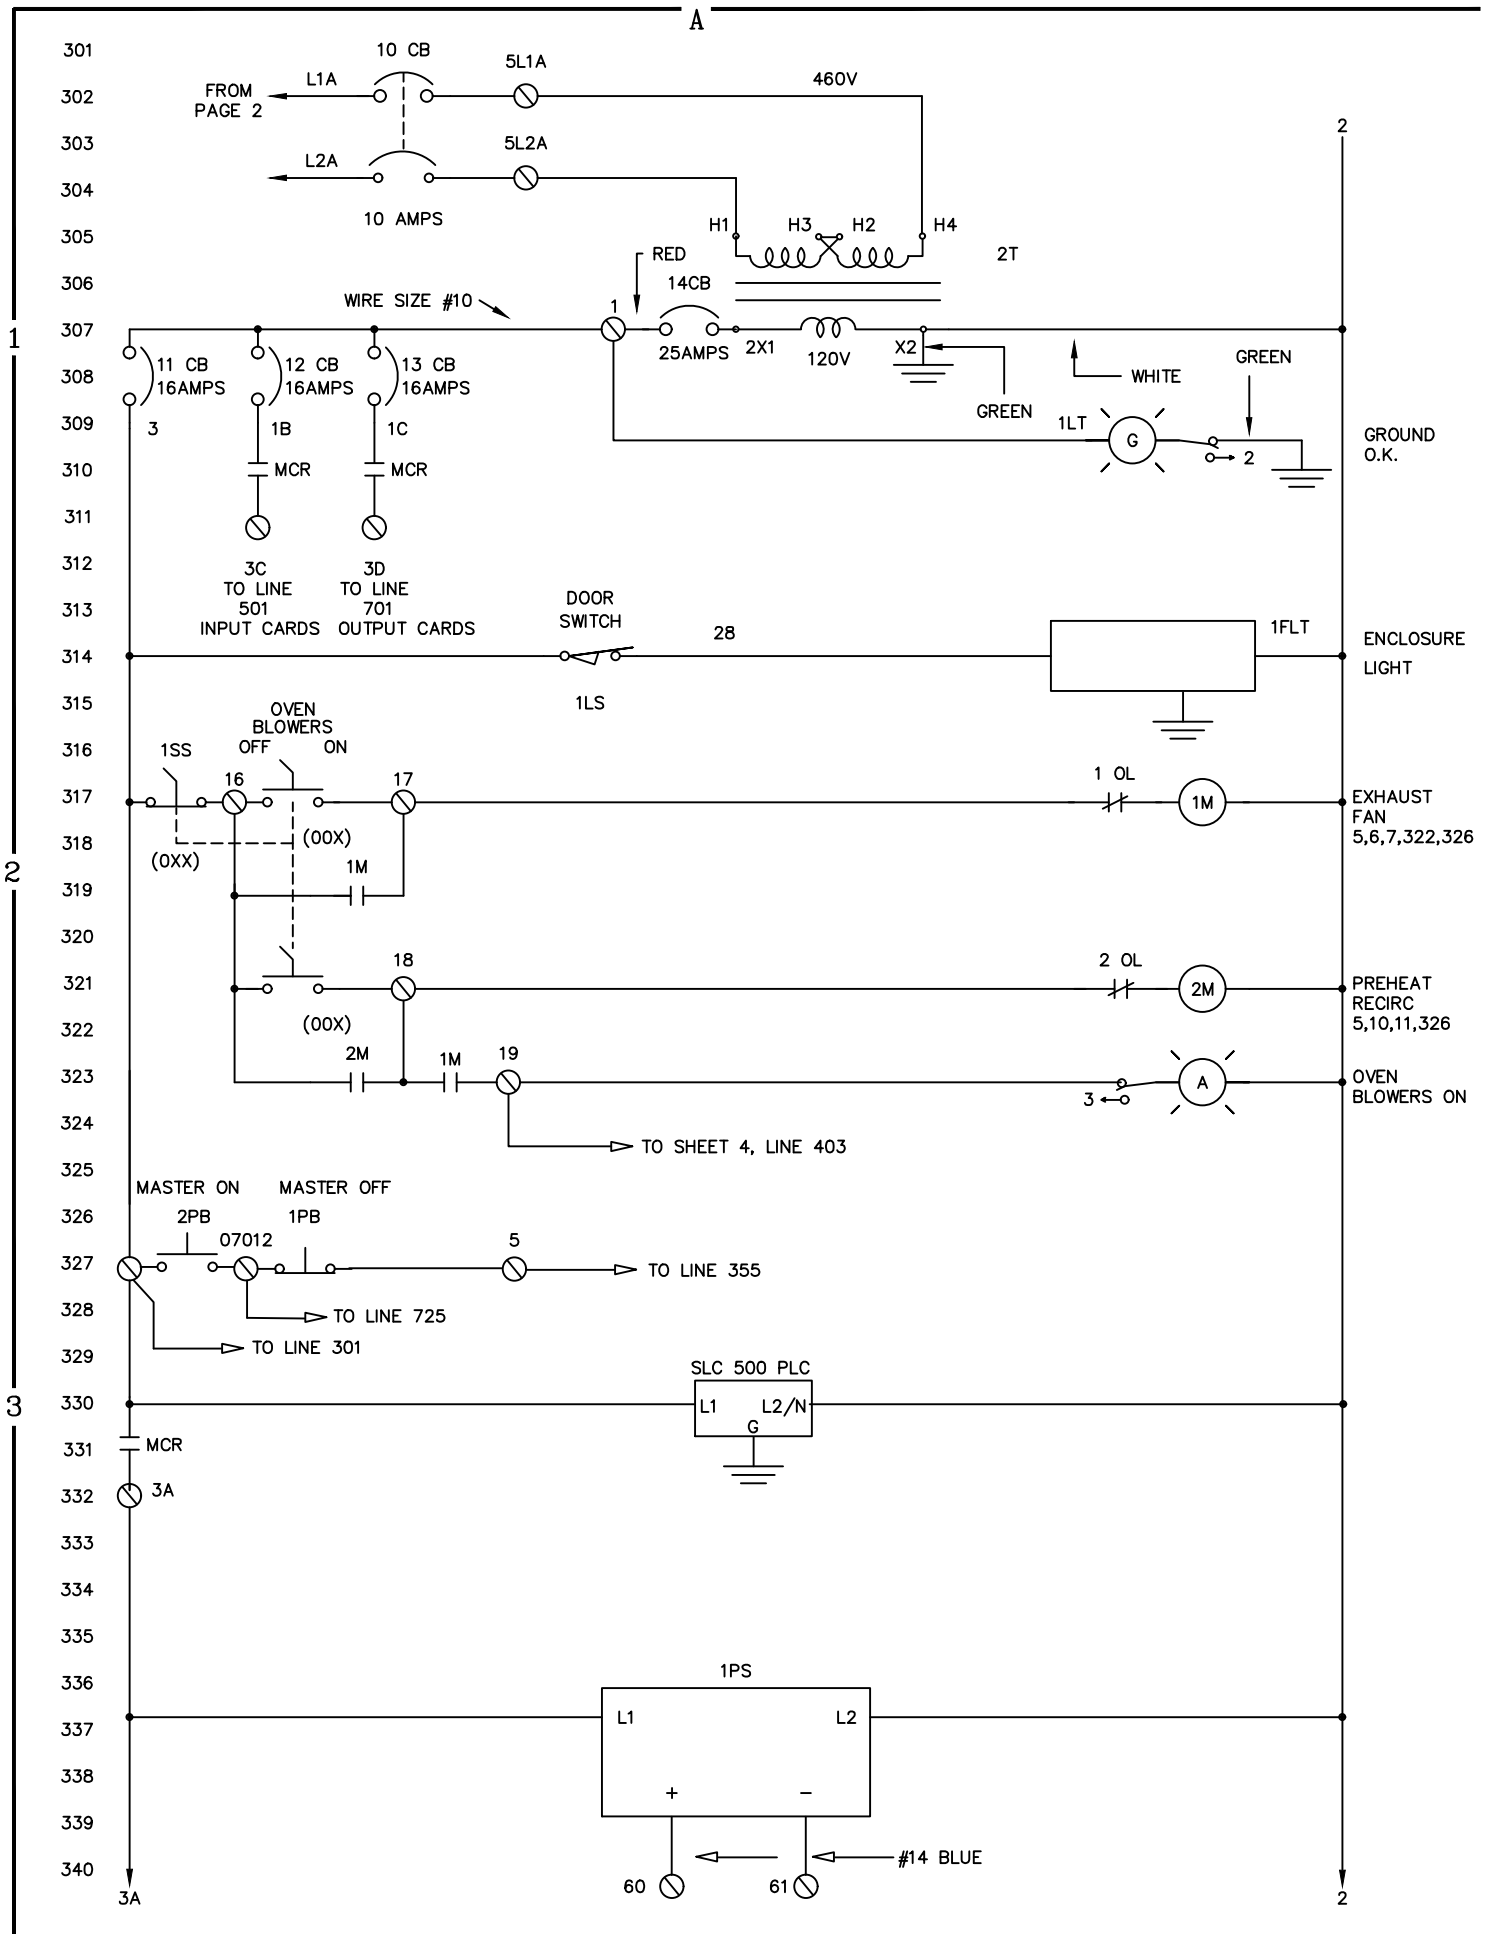 A
301
10 CB
5L1A
L1A
460V
302
FROM
PAGE 2
303
2
5L2A
L2A
304
10 AMPS
305
H1
H3
H2
H4
RED
2T
306
14CB
WIRE SIZE #10
1
307
1
25AMPS
2X1
120V
X2
308
11 CB
16AMPS
12 CB
16AMPS
13 CB
16AMPS
WHITE
GREEN
GREEN
309
3
1B
1C
1LT
G
GROUND
O.K.
310
MCR
MCR
2
311
312
3C
TO LINE
501
INPUT CARDS
3D
TO LINE
701
OUTPUT CARDS
313
DOOR
SWITCH
28
1FLT
314
ENCLOSURE
LIGHT
315
1LS
OVEN
BLOWERS
OFF ON
316
1SS
317
16
17
1 OL
1M
EXHAUST
FAN
5,6,7,322,326
318
(0XX)
(00X)
2
1M
319
320
18
2 OL
321
2M
PREHEAT
RECIRC
5,10,11,326
322
(00X)
2M
1M
19
323
A
OVEN
BLOWERS ON
3
324
TO SHEET 4, LINE 403
325
MASTER ON
MASTER OFF
326
2PB
1PB
07012
5
327
TO LINE 355
328
TO LINE 725
329
TO LINE 301
SLC 500 PLC
330
3
L1
L2/N
G
331
MCR
332
3A
333
334
335
336
1PS
337
L1
L2
338
+
−
339
340
#14 BLUE
60
61
3A
2